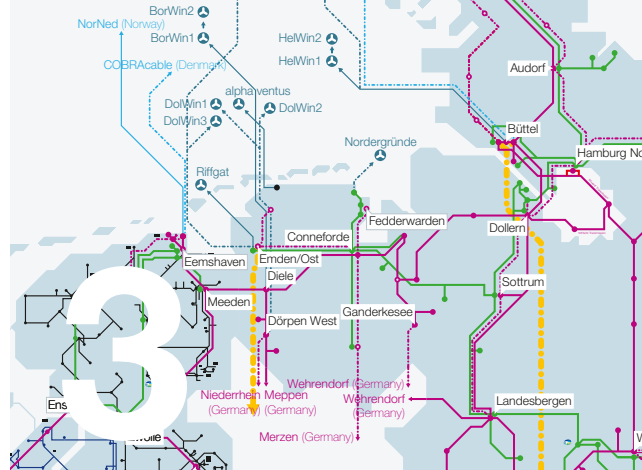 BorWin2
NorNed (Norway)
BorWin1
HelWin2
HelWin1
COBRAcable (Denmark)
Audorf
alpha ventus
DolWin1
DolWin2
DolWin3
Büttel
Nordergründe
Hamburg No
Riffgat
Fedderwarden
Conneforde
Dollern
Eemshaven
Emden/Ost
Diele
Meeden
Sottrum
Dörpen West
Ganderkesee
3
Niederrhein Meppen
(Germany) (Germany)
Wehrendorf (Germany)
Wehrendorf
(Germany)
Ens
Landesbergen
Merzen (Germany)